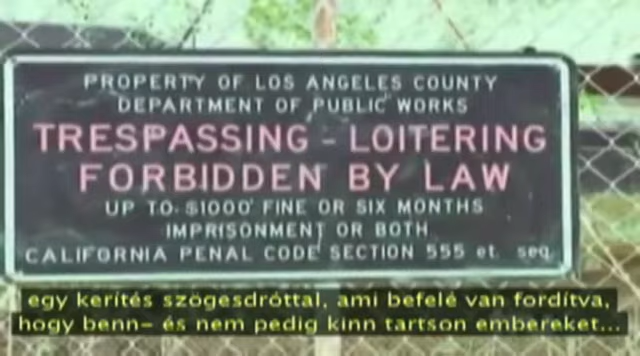 PROPERTY OF LOS ANGELES COUNTY
DEPARTMENT OF PUBLIC WORKS
TRESPASSING - LOITERING
FORBIDDEN BY LAW
UP TO $1000 FINE OR SIX MONTHS
IMPRISONMENT OR BOTH
CALIFORNIA PENAL CODE SECTION 555 et. seq.
egy kerítés szögesdróttal, ami befelé van fordítva,
hogy benn– és nem pedig kinn tartson embereket...